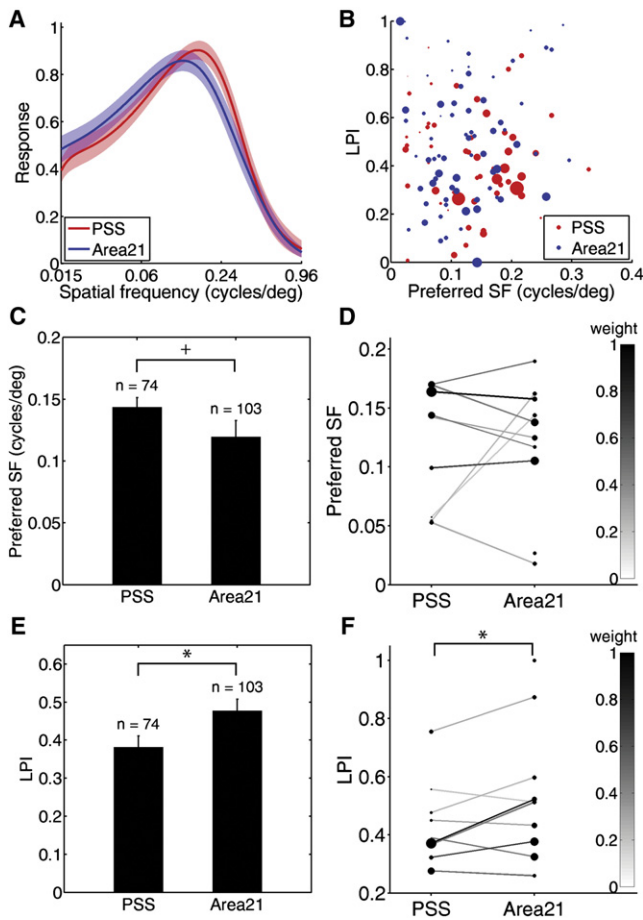 A
Response
1
0.8
0.6
0.4
0.2
0
PSS
Area21
0.015 0.06 0.24 0.96
Spatial frequency (cycles/deg)
B
LPI
1
0.8
0.6
0.4
0.2
0
PSS
Area21
0 0.1 0.2 0.3 0.4
Preferred SF (cycles/deg)
C
Preferred SF (cycles/deg)
0.2
0.15
0.1
0.05
0
+
n = 74
n = 103
PSS Area21
D
Preferred SF
0.2
0.15
0.1
0.05
0
PSS Area21
weight
1
0.8
0.6
0.4
0.2
0
E
LPI
0.6
0.5
0.4
0.3
0.2
0.1
0
*
n = 74
n = 103
PSS Area21
F
LPI
1
0.8
0.6
0.4
0.2
*
PSS Area21
weight
1
0.8
0.6
0.4
0.2
0